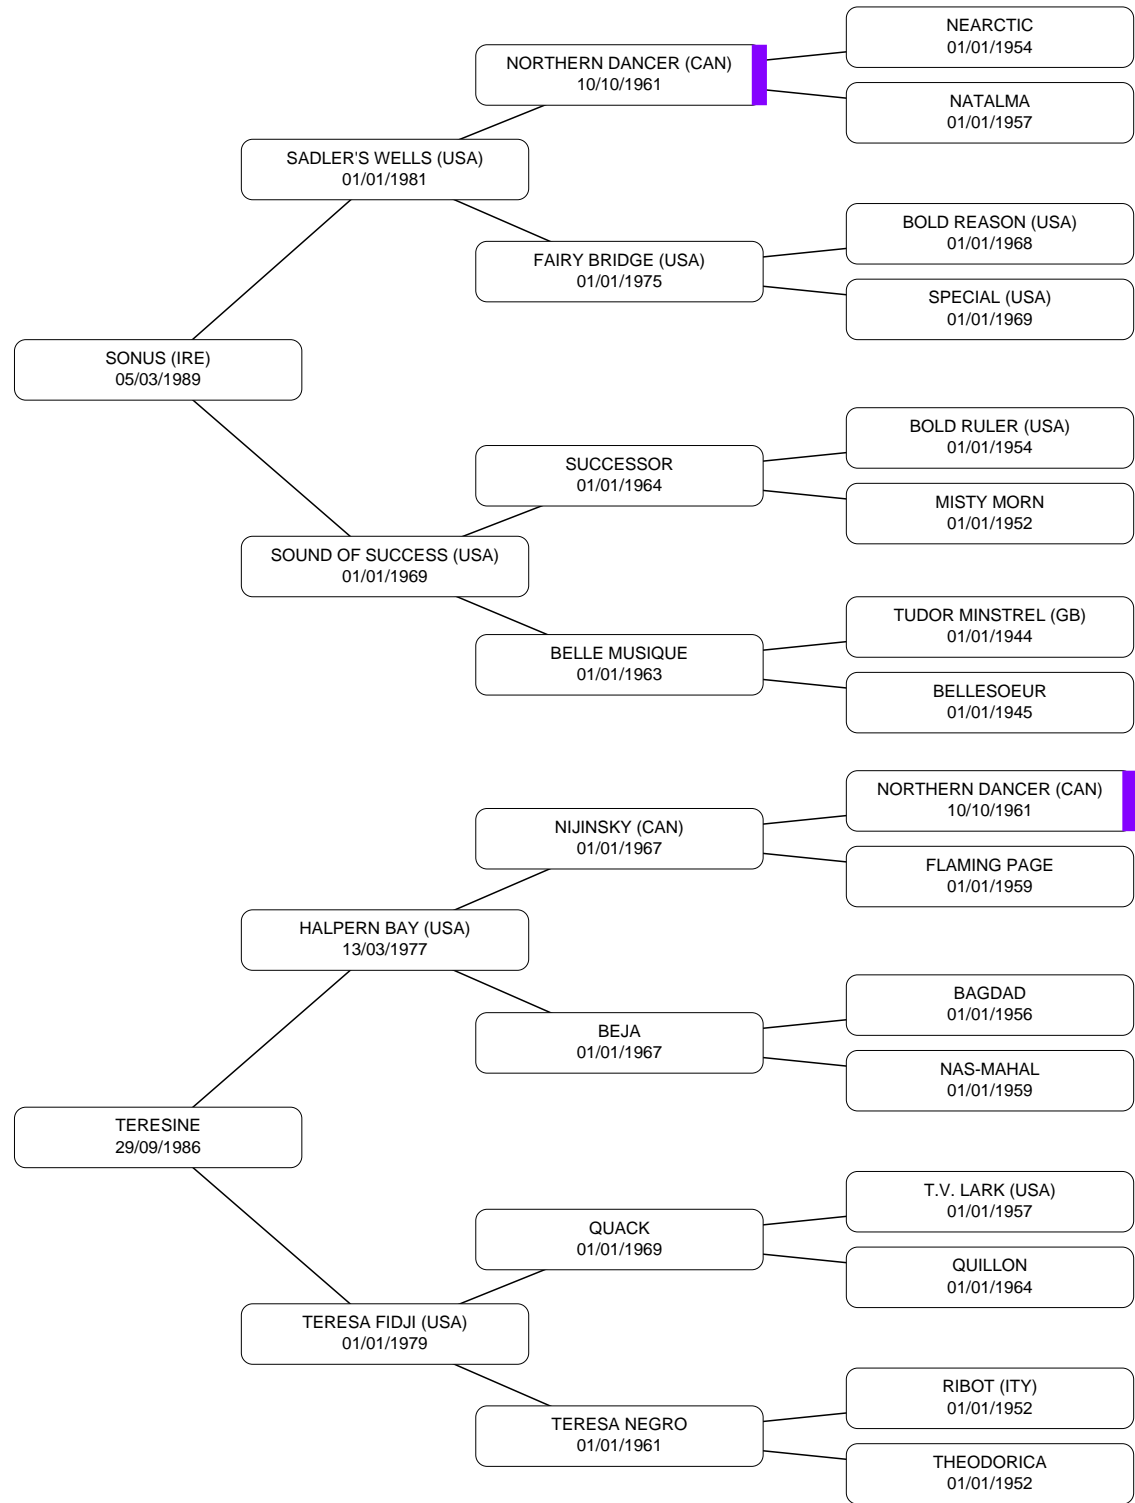 NEARCTIC
01/01/1954
NORTHERN DANCER (CAN)
10/10/1961
NATALMA
01/01/1957
SADLER'S WELLS (USA)
01/01/1981
BOLD REASON (USA)
01/01/1968
FAIRY BRIDGE (USA)
01/01/1975
SPECIAL (USA)
01/01/1969
SONUS (IRE)
05/03/1989
BOLD RULER (USA)
01/01/1954
SUCCESSOR
01/01/1964
MISTY MORN
01/01/1952
SOUND OF SUCCESS (USA)
01/01/1969
TUDOR MINSTREL (GB)
01/01/1944
BELLE MUSIQUE
01/01/1963
BELLESOEUR
01/01/1945
NORTHERN DANCER (CAN)
10/10/1961
NIJINSKY (CAN)
01/01/1967
FLAMING PAGE
01/01/1959
HALPERN BAY (USA)
13/03/1977
BAGDAD
01/01/1956
BEJA
01/01/1967
NAS-MAHAL
01/01/1959
TERESINE
29/09/1986
T.V. LARK (USA)
01/01/1957
QUACK
01/01/1969
QUILLON
01/01/1964
TERESA FIDJI (USA)
01/01/1979
RIBOT (ITY)
01/01/1952
TERESA NEGRO
01/01/1961
THEODORICA
01/01/1952